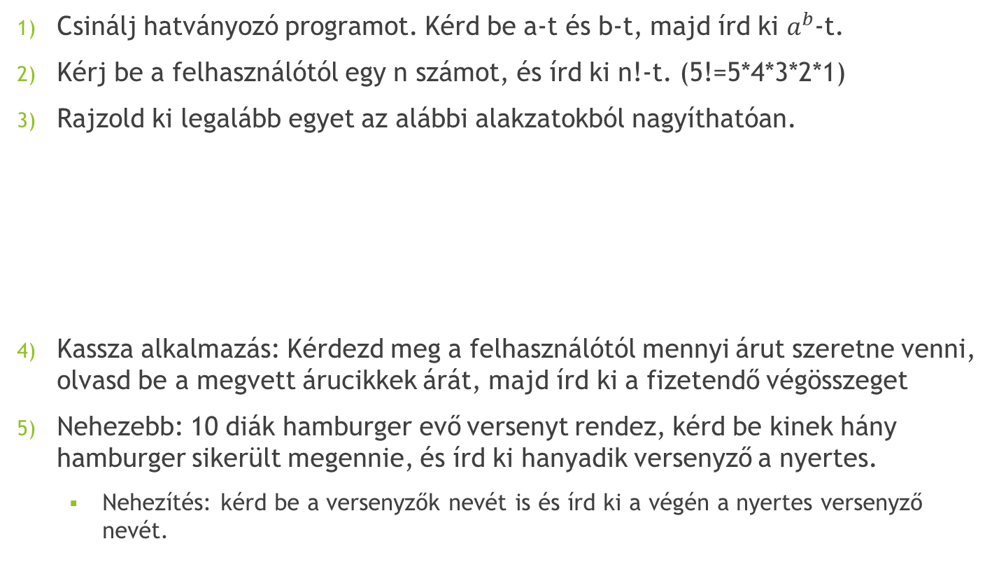 1) Csinálj hatványozó programot. Kérd be a-t és b-t, majd írd ki 𝑎ᵇ-t.
2) Kérj be a felhasználótól egy n számot, és írd ki n!-t. (5!=5*4*3*2*1)
3) Rajzold ki legalább egyet az alábbi alakzatokból nagyíthatóan.
4) Kassza alkalmazás: Kérdezd meg a felhasználótól mennyi árut szeretne venni,
olvasd be a megvett árucikkek árát, majd írd ki a fizetendő végösszeget
5) Nehezebb: 10 diák hamburger evő versenyt rendez, kérd be kinek hány
hamburger sikerült megennie, és írd ki hanyadik versenyző a nyertes.
▪ Nehezítés: kérd be a versenyzők nevét is és írd ki a végén a nyertes versenyző
nevét.